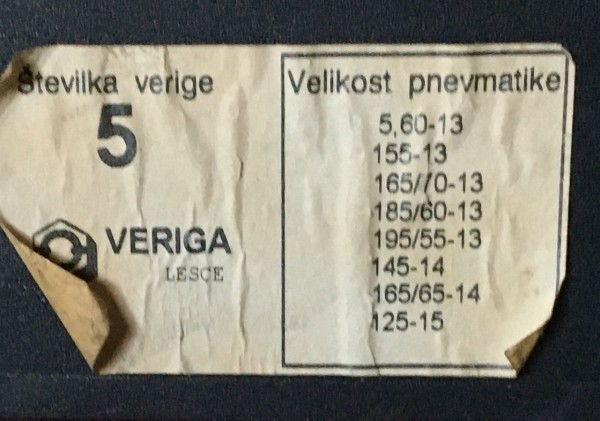 Številka verige
5
VERIGA
LESCE
Velikost pnevmatike
5,60-13
155-13
165/70-13
185/60-13
195/55-13
145-14
165/65-14
125-15